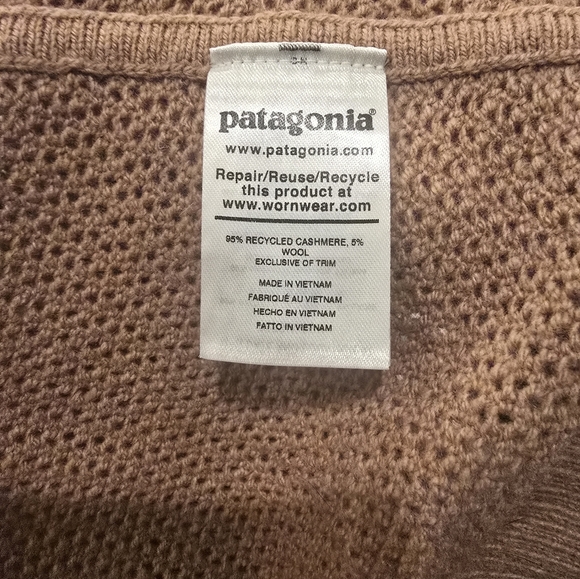 patagonia®
www.patagonia.com
Repair/Reuse/Recycle
this product at
www.wornwear.com
95% RECYCLED CASHMERE, 5%
WOOL
EXCLUSIVE OF TRIM
MADE IN VIETNAM
FABRIQUÉ AU VIETNAM
HECHO EN VIETNAM
FATTO IN VIETNAM